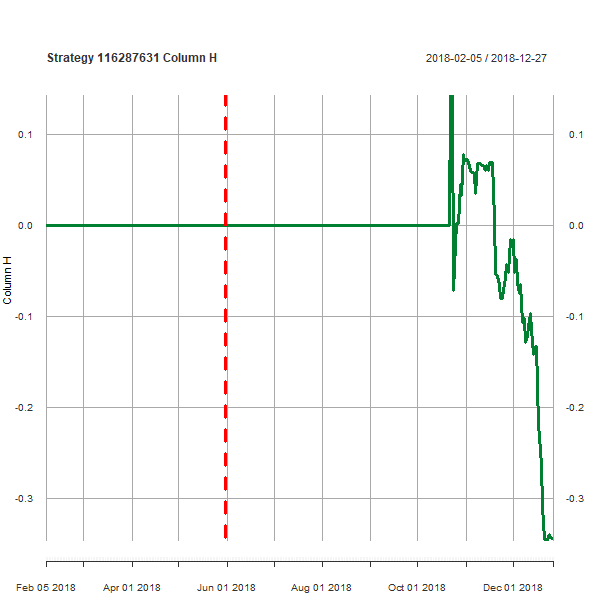 Strategy 116287631 Column H
2018-02-05 / 2018-12-27
0.1 0.1
0.0 0.0
Column H
-0.1 -0.1
-0.2 -0.2
-0.3 -0.3
Feb 05 2018 Apr 01 2018 Jun 01 2018 Aug 01 2018 Oct 01 2018 Dec 01 2018